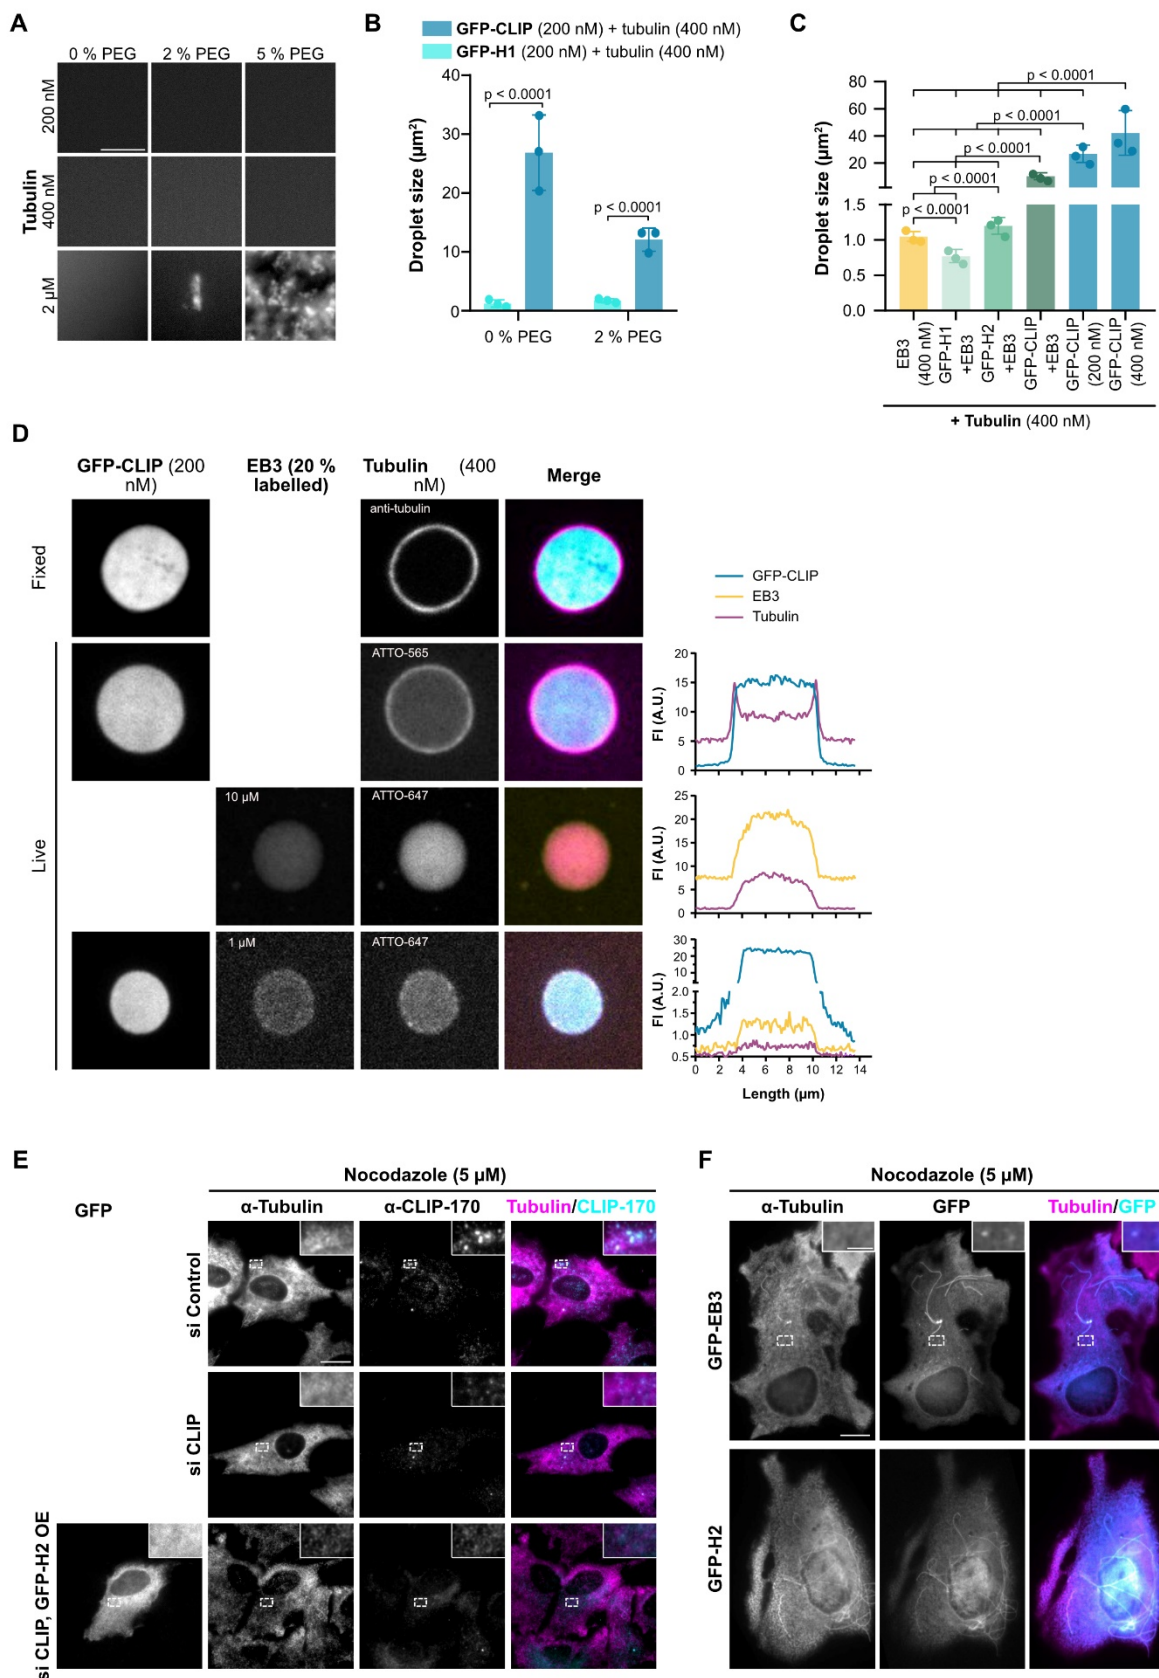 A
0 % PEG 2 % PEG 5 % PEG
Tubulin
200 nM
400 nM
2 µM
B
GFP-CLIP (200 nM) + tubulin (400 nM)
GFP-H1 (200 nM) + tubulin (400 nM)
Droplet size (µm²)
40
30
20
10
0
p < 0.0001
p < 0.0001
0 % PEG 2 % PEG
C
Droplet size (µm²)
80
60
40
20
1.5
1.0
0.5
0.0
p < 0.0001
p < 0.0001
p < 0.0001
p < 0.0001
p < 0.0001
EB3
(400 nM)
GFP-H1
+EB3
GFP-H2
+EB3
GFP-CLIP
+EB3
GFP-CLIP
(200 nM)
GFP-CLIP
(400 nM)
+ Tubulin (400 nM)
D
GFP-CLIP (200
nM)
EB3 (20 %
labelled)
Tubulin (400
nM)
Merge
Fixed
anti-tubulin
Live
ATTO-565
10 µM
ATTO-647
1 µM
ATTO-647
GFP-CLIP
EB3
Tubulin
FI (A.U.)
20
15
10
5
0
FI (A.U.)
25
20
15
10
5
0
FI (A.U.)
30
20
10
2.0
1.5
1.0
0.5
0 2 4 6 8 10 12 14
Length (µm)
E
Nocodazole (5 µM)
GFP
α-Tubulin α-CLIP-170 Tubulin/CLIP-170
si Control
si CLIP
si CLIP, GFP-H2 OE
F
Nocodazole (5 µM)
α-Tubulin GFP Tubulin/GFP
GFP-EB3
GFP-H2